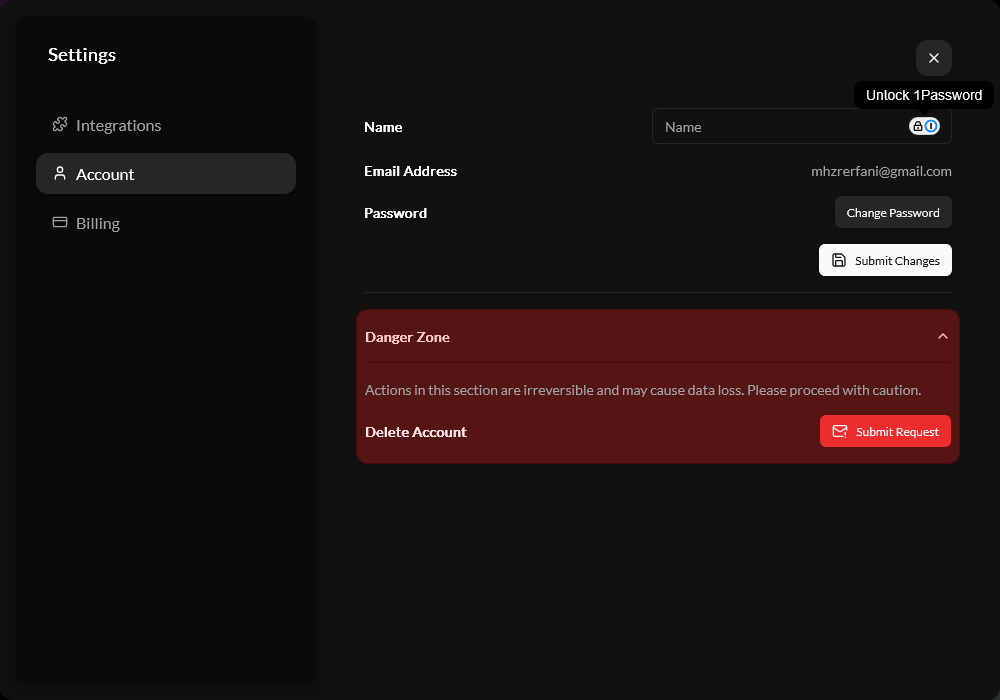 Settings
Integrations
Account
Billing
Unlock 1Password
Name
Name
Email Address
mhzrerfani@gmail.com
Password
Change Password
Submit Changes
Danger Zone
Actions in this section are irreversible and may cause data loss. Please proceed with caution.
Delete Account
Submit Request